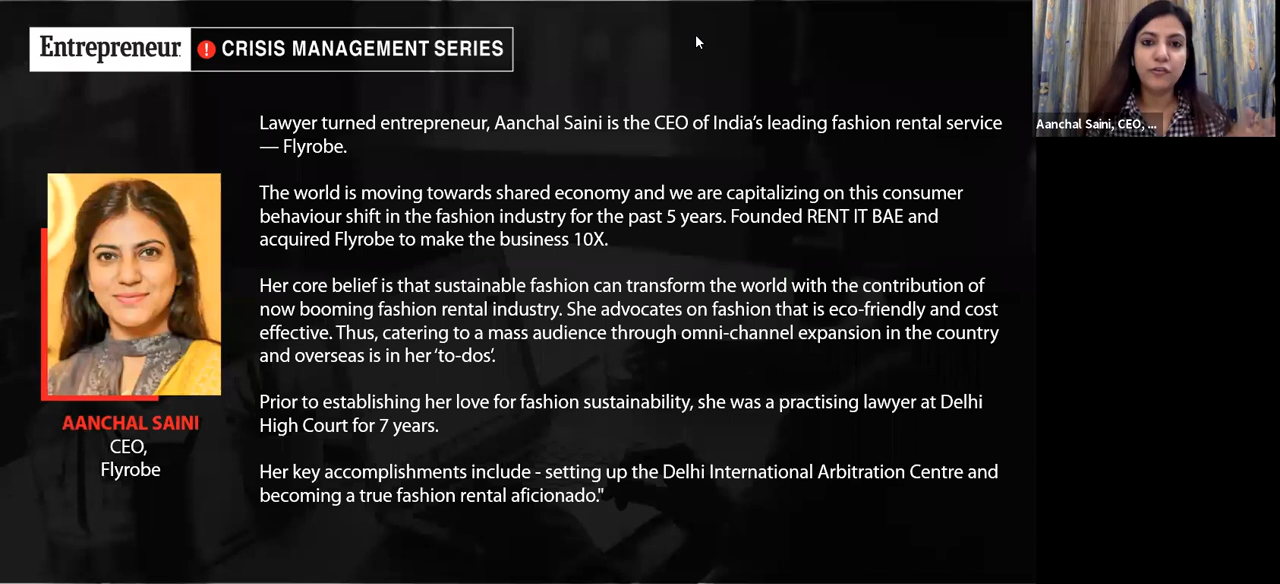 Entrepreneur
! CRISIS MANAGEMENT SERIES
Aanchal Saini, CEO, ...
Lawyer turned entrepreneur, Aanchal Saini is the CEO of India’s leading fashion rental service
— Flyrobe.
The world is moving towards shared economy and we are capitalizing on this consumer
behaviour shift in the fashion industry for the past 5 years. Founded RENT IT BAE and
acquired Flyrobe to make the business 10X.
Her core belief is that sustainable fashion can transform the world with the contribution of
now booming fashion rental industry. She advocates on fashion that is eco-friendly and cost
effective. Thus, catering to a mass audience through omni-channel expansion in the country
and overseas is in her ‘to-dos’.
Prior to establishing her love for fashion sustainability, she was a practising lawyer at Delhi
High Court for 7 years.
Her key accomplishments include - setting up the Delhi International Arbitration Centre and
becoming a true fashion rental aficionado."
AANCHAL SAINI
CEO,
Flyrobe